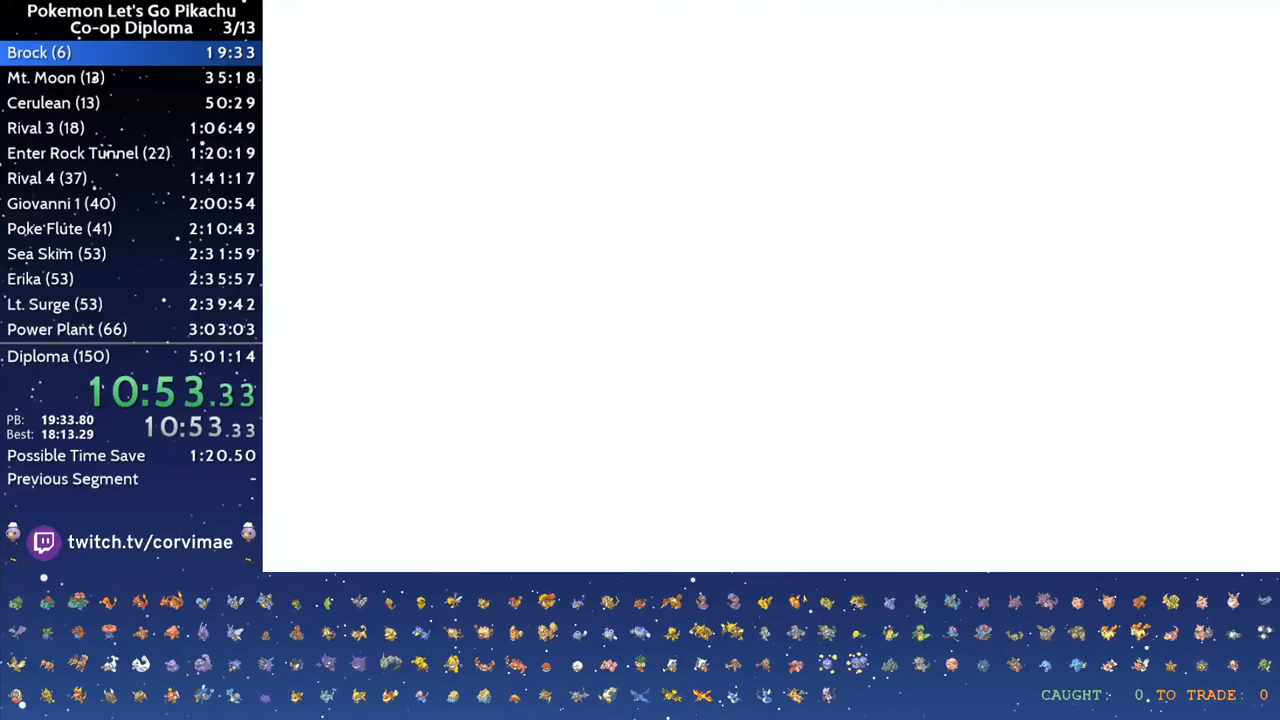 Pokemon Let's Go Pikachu
Co-op Diploma 3/13
Brock (6) 19:33
Mt. Moon (13) 35:18
Cerulean (13) 50:29
Rival 3 (18) 1:06:49
Enter Rock Tunnel (22) 1:20:19
Rival 4 (37) 1:41:17
Giovanni 1 (40) 2:00:54
Poke Flute (41) 2:10:43
Sea Skim (53) 2:31:59
Erika (53) 2:35:57
Lt. Surge (53) 2:39:42
Power Plant (66) 3:03:03
Diploma (150) 5:01:14
10:53.33
PB: 19:33.80
Best: 18:13.29
10:53.33
Possible Time Save 1:20.50
Previous Segment -
twitch.tv/corvimae
CAUGHT: 0 TO TRADE: 0